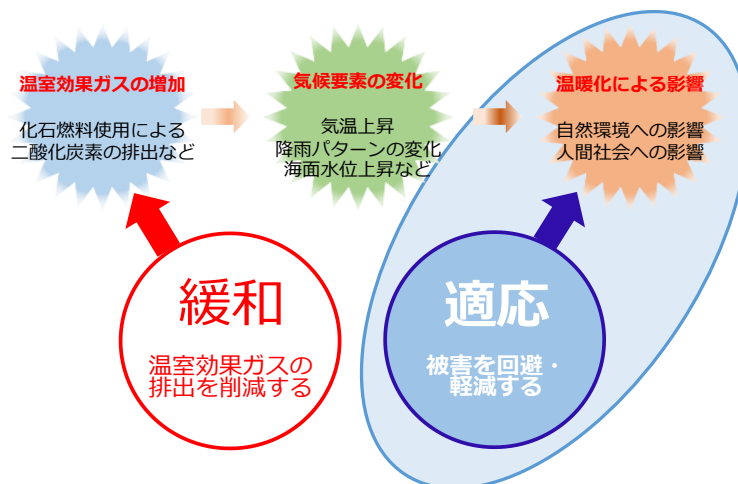 温室効果ガスの増加
化石燃料使用による
二酸化炭素の排出など
気候要素の変化
気温上昇
降雨パターンの変化
海面水位上昇など
温暖化による影響
自然環境への影響
人間社会への影響
緩和
温室効果ガスの
排出を削減する
適応
被害を回避・
軽減する